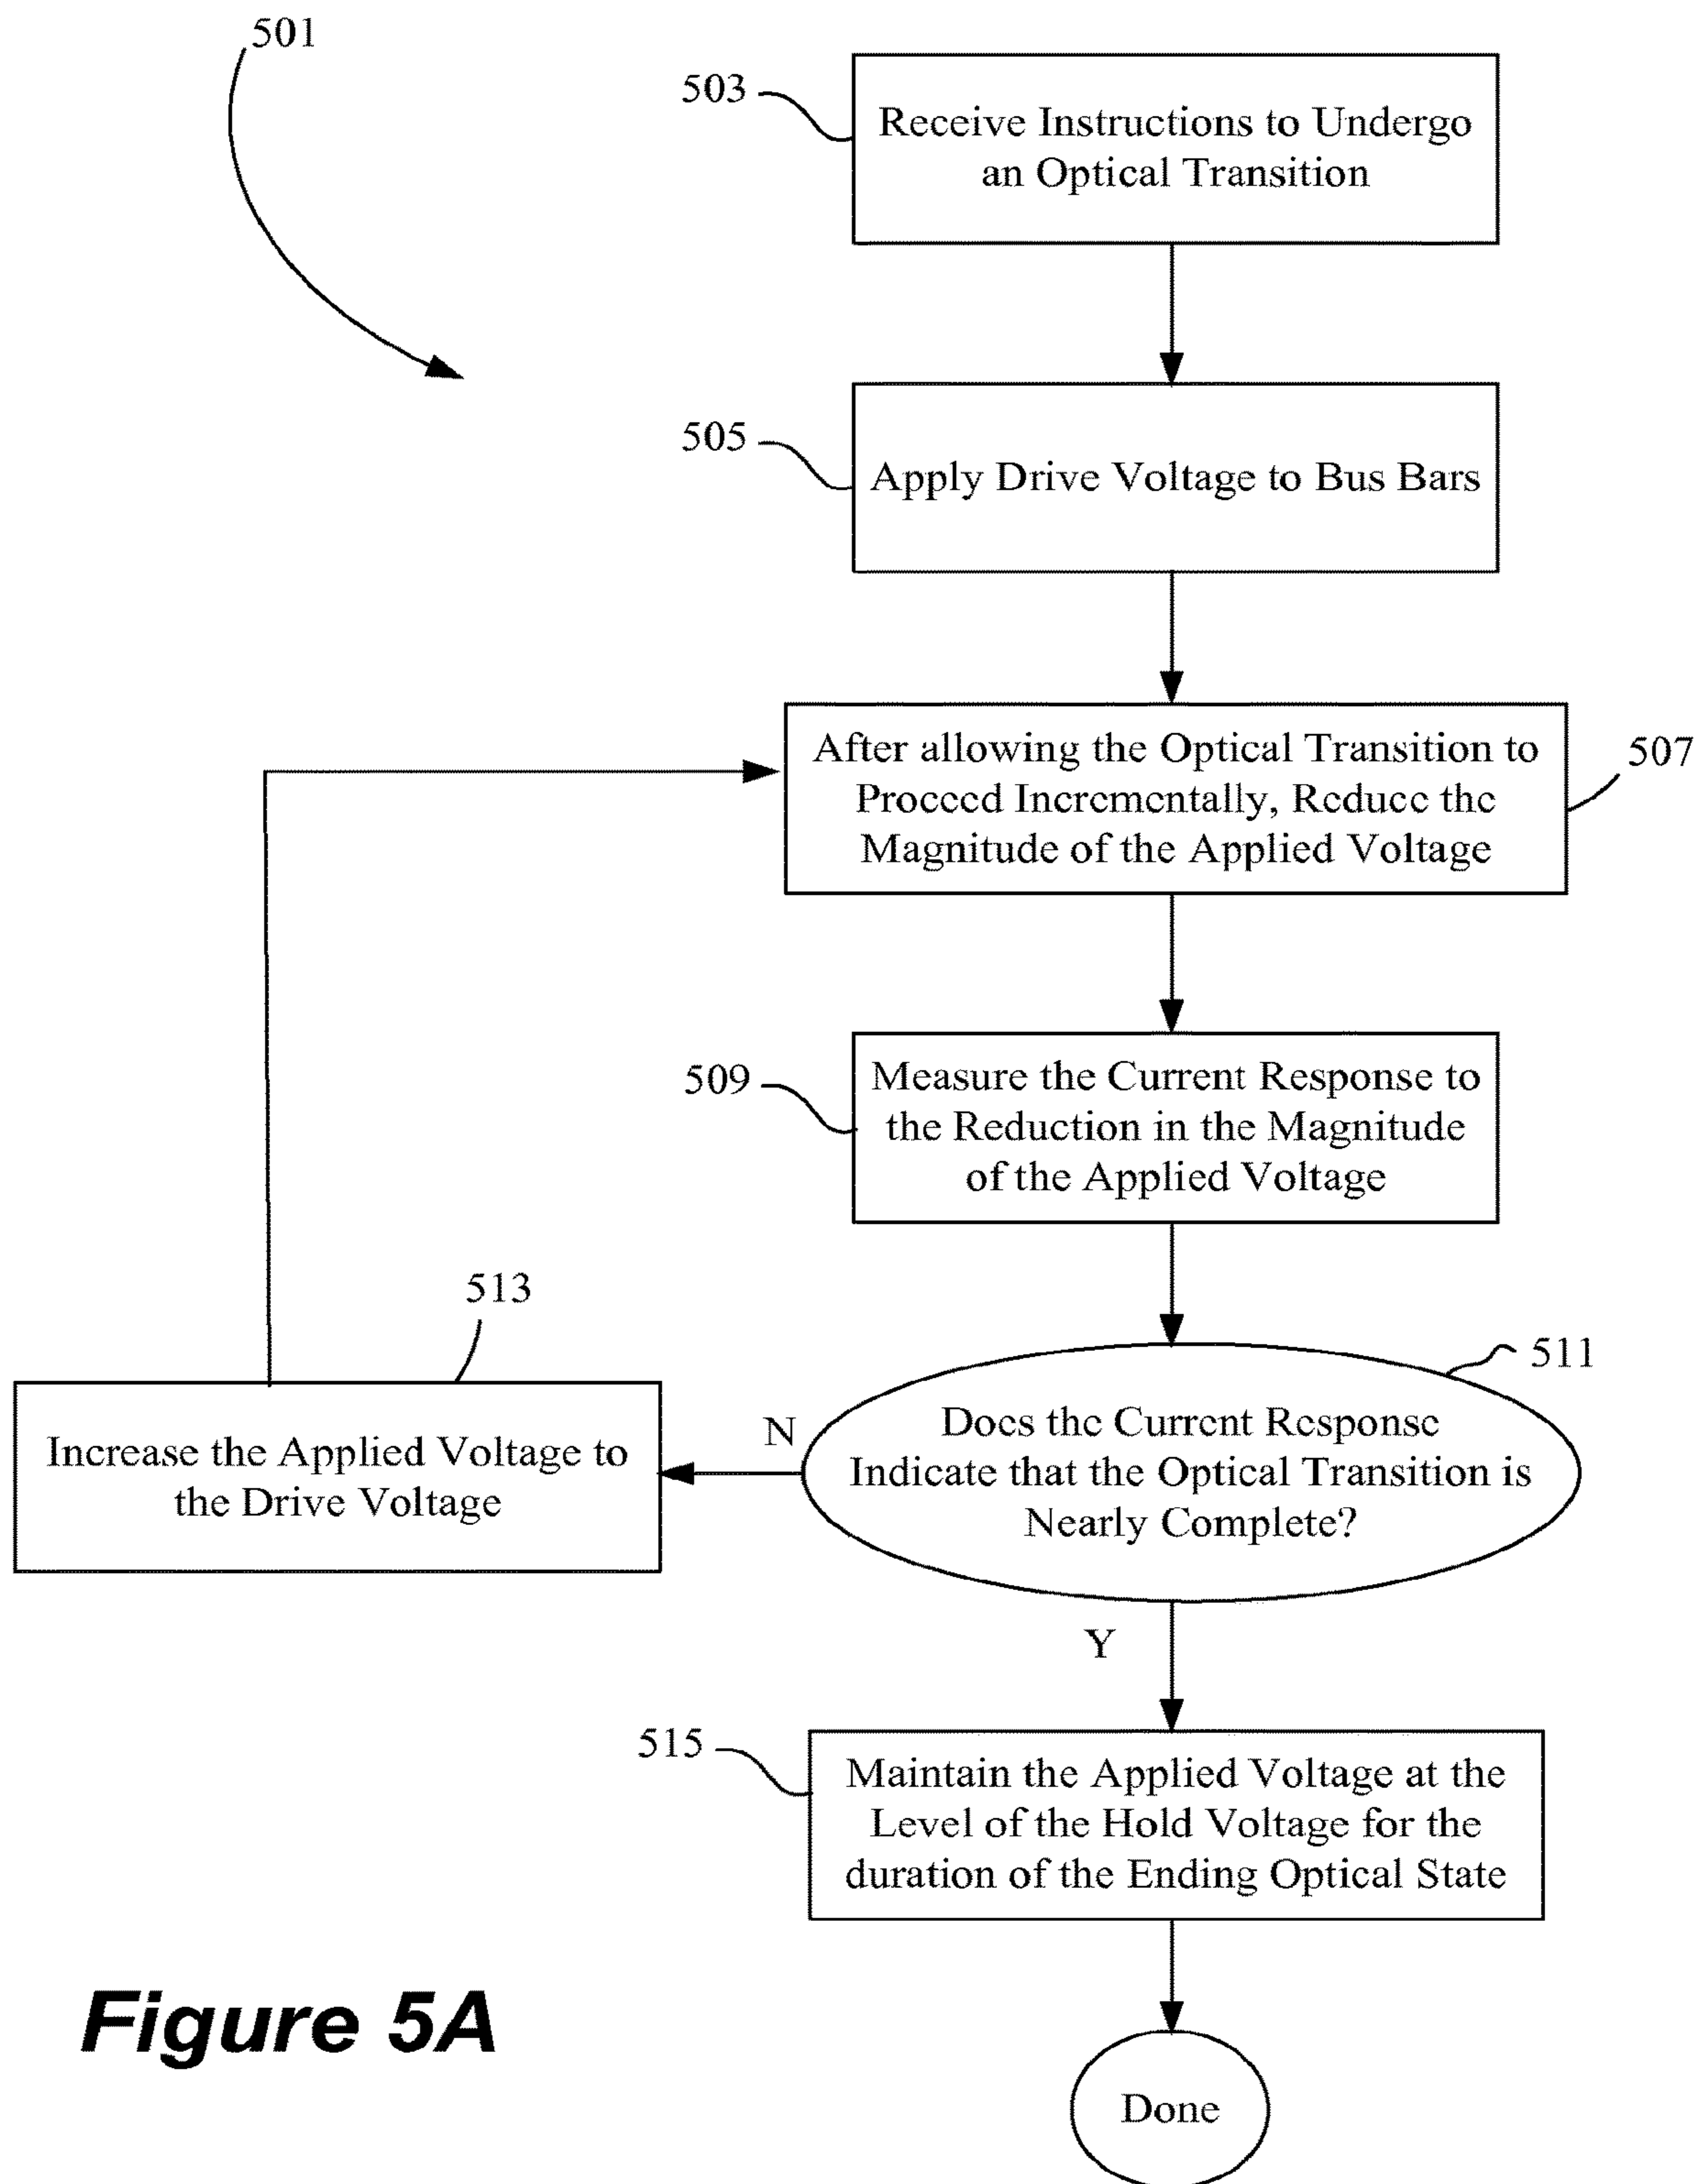 501
503
Receive Instructions to Undergo
an Optical Transition
505
Apply Drive Voltage to Bus Bars
507
After allowing the Optical Transition to
Proceed Incrementally, Reduce the
Magnitude of the Applied Voltage
509
Measure the Current Response to
the Reduction in the Magnitude
of the Applied Voltage
511
Does the Current Response
Indicate that the Optical Transition is
Nearly Complete?
N
513
Increase the Applied Voltage to
the Drive Voltage
Y
515
Maintain the Applied Voltage at the
Level of the Hold Voltage for the
duration of the Ending Optical State
Done
Figure 5A